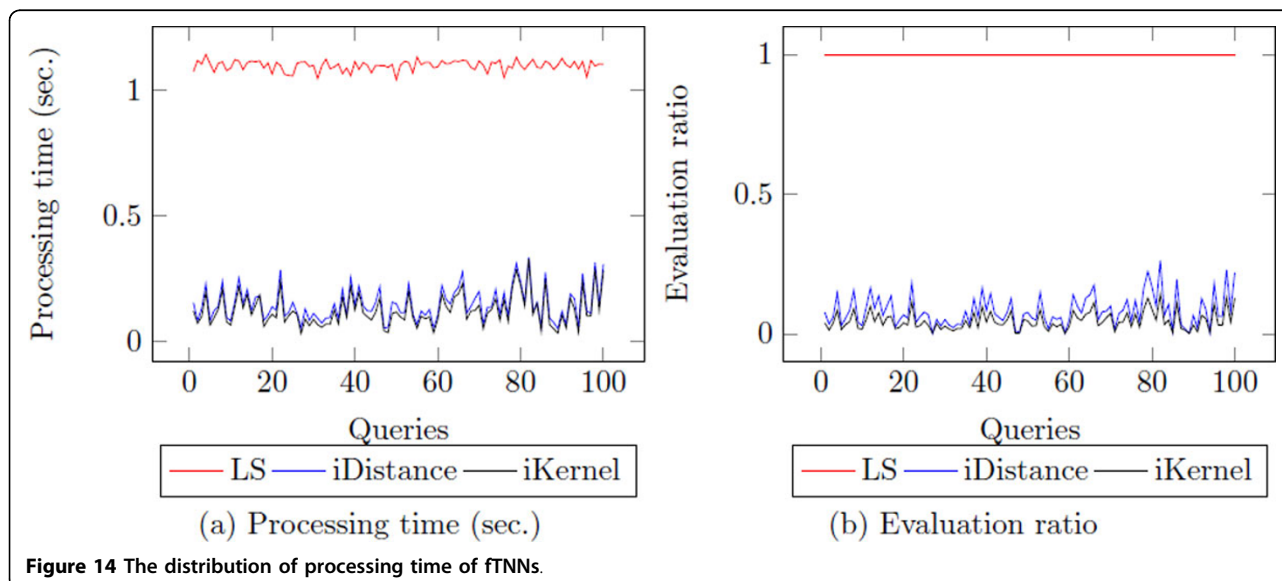 Processing time (sec.)
1
0.5
0
0 20 40 60 80 100
Queries
LS iDistance iKernel
(a) Processing time (sec.)
Evaluation ratio
1
0.5
0
0 20 40 60 80 100
Queries
LS iDistance iKernel
(b) Evaluation ratio
Figure 14 The distribution of processing time of fTNNs.